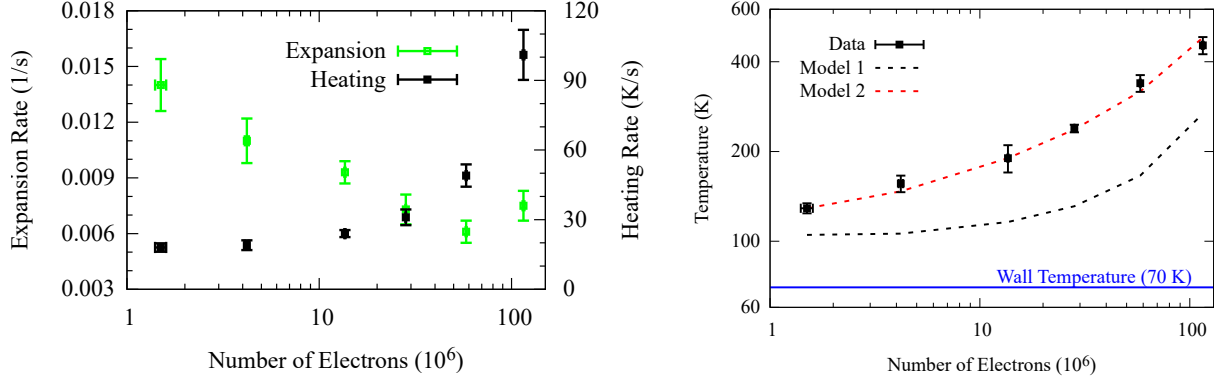 0.018
0.015
0.012
0.009
0.006
0.003
Expansion Rate (1/s)
Expansion
Heating
120
90
60
30
0
Heating Rate (K/s)
1
10
100
Number of Electrons (10⁶)
600
400
200
100
60
Temperature (K)
Data
Model 1
Model 2
Wall Temperature (70 K)
1
10
100
Number of Electrons (10⁶)